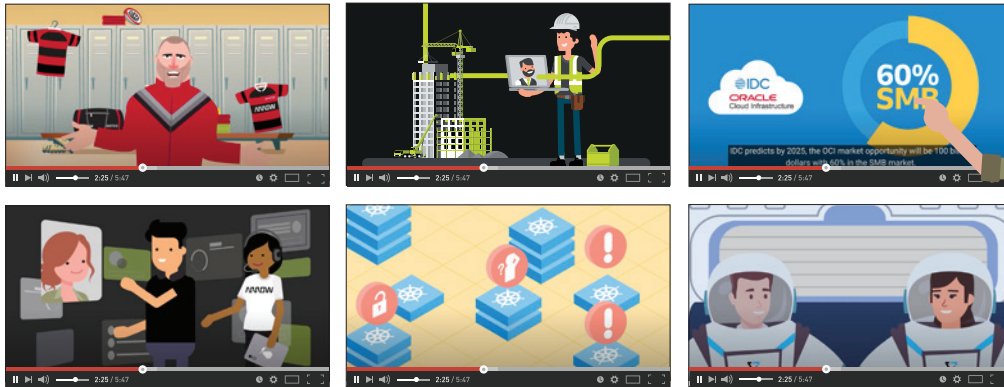 ARROW
2:25 / 5:47
2:25 / 5:47
60%
SMB
IDC
ORACLE
Cloud Infrastructure
IDC predicts by 2025, the OCI market opportunity will be 100
dollars with 60% in the SMB market.
2:25 / 5:47
ARROW
2:25 / 5:47
2:25 / 5:47
2:25 / 5:47